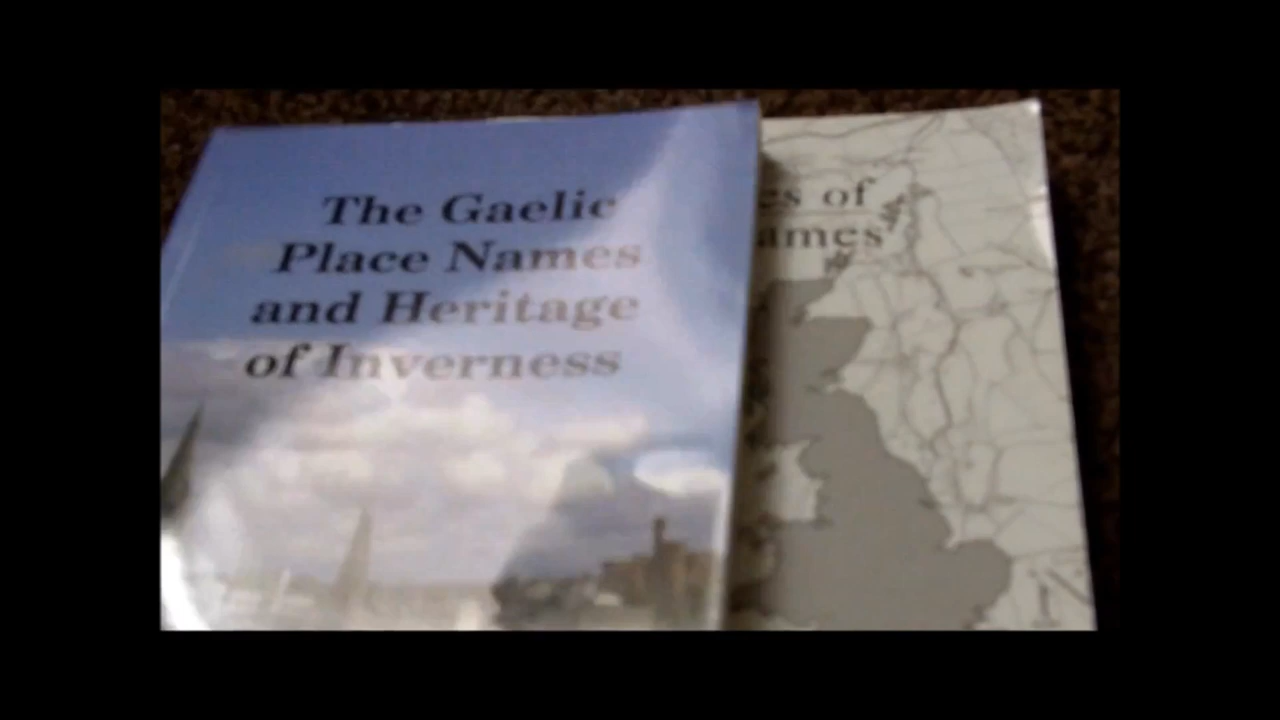 The Gaelic
Place Names
and Heritage
of Inverness
es of
ames